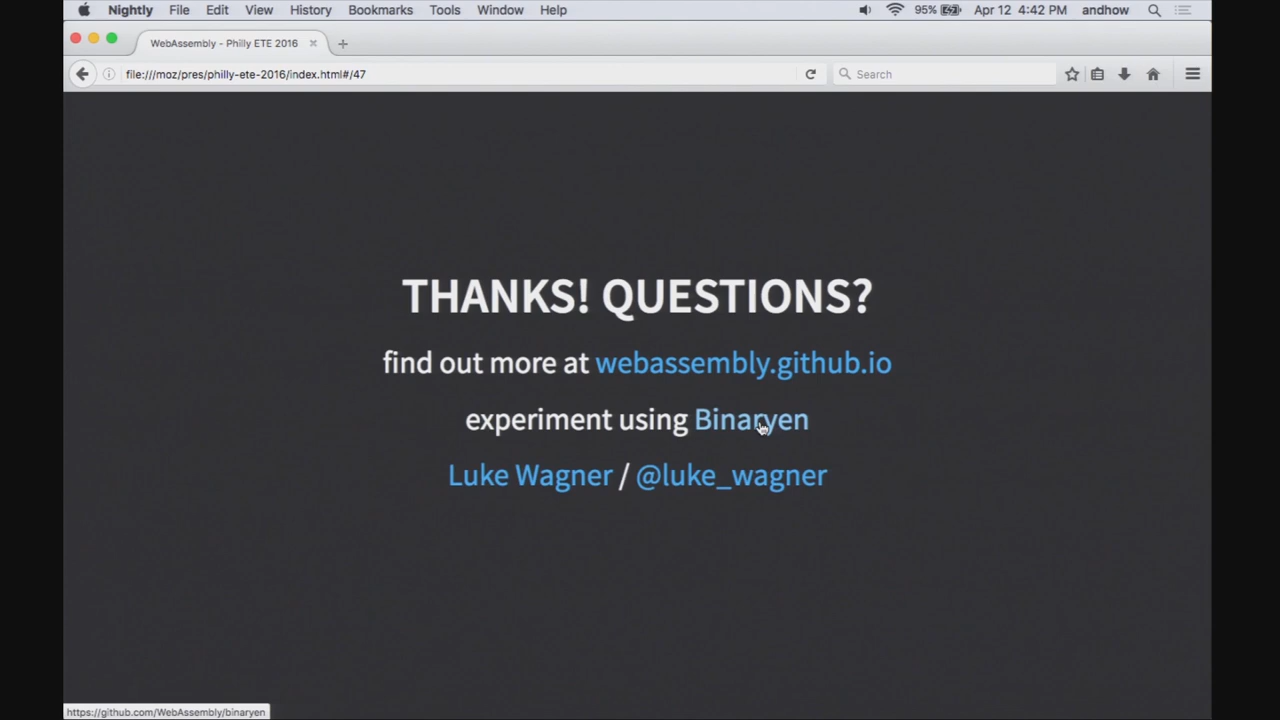 Nightly File Edit View History Bookmarks Tools Window Help 95% Apr 12 4:42 PM andhow
WebAssembly - Philly ETE 2016
file:///moz/pres/philly-ete-2016/index.html#/47 Search
THANKS! QUESTIONS?
find out more at webassembly.github.io
experiment using Binaryen
Luke Wagner / @luke_wagner
https://github.com/WebAssembly/binaryen